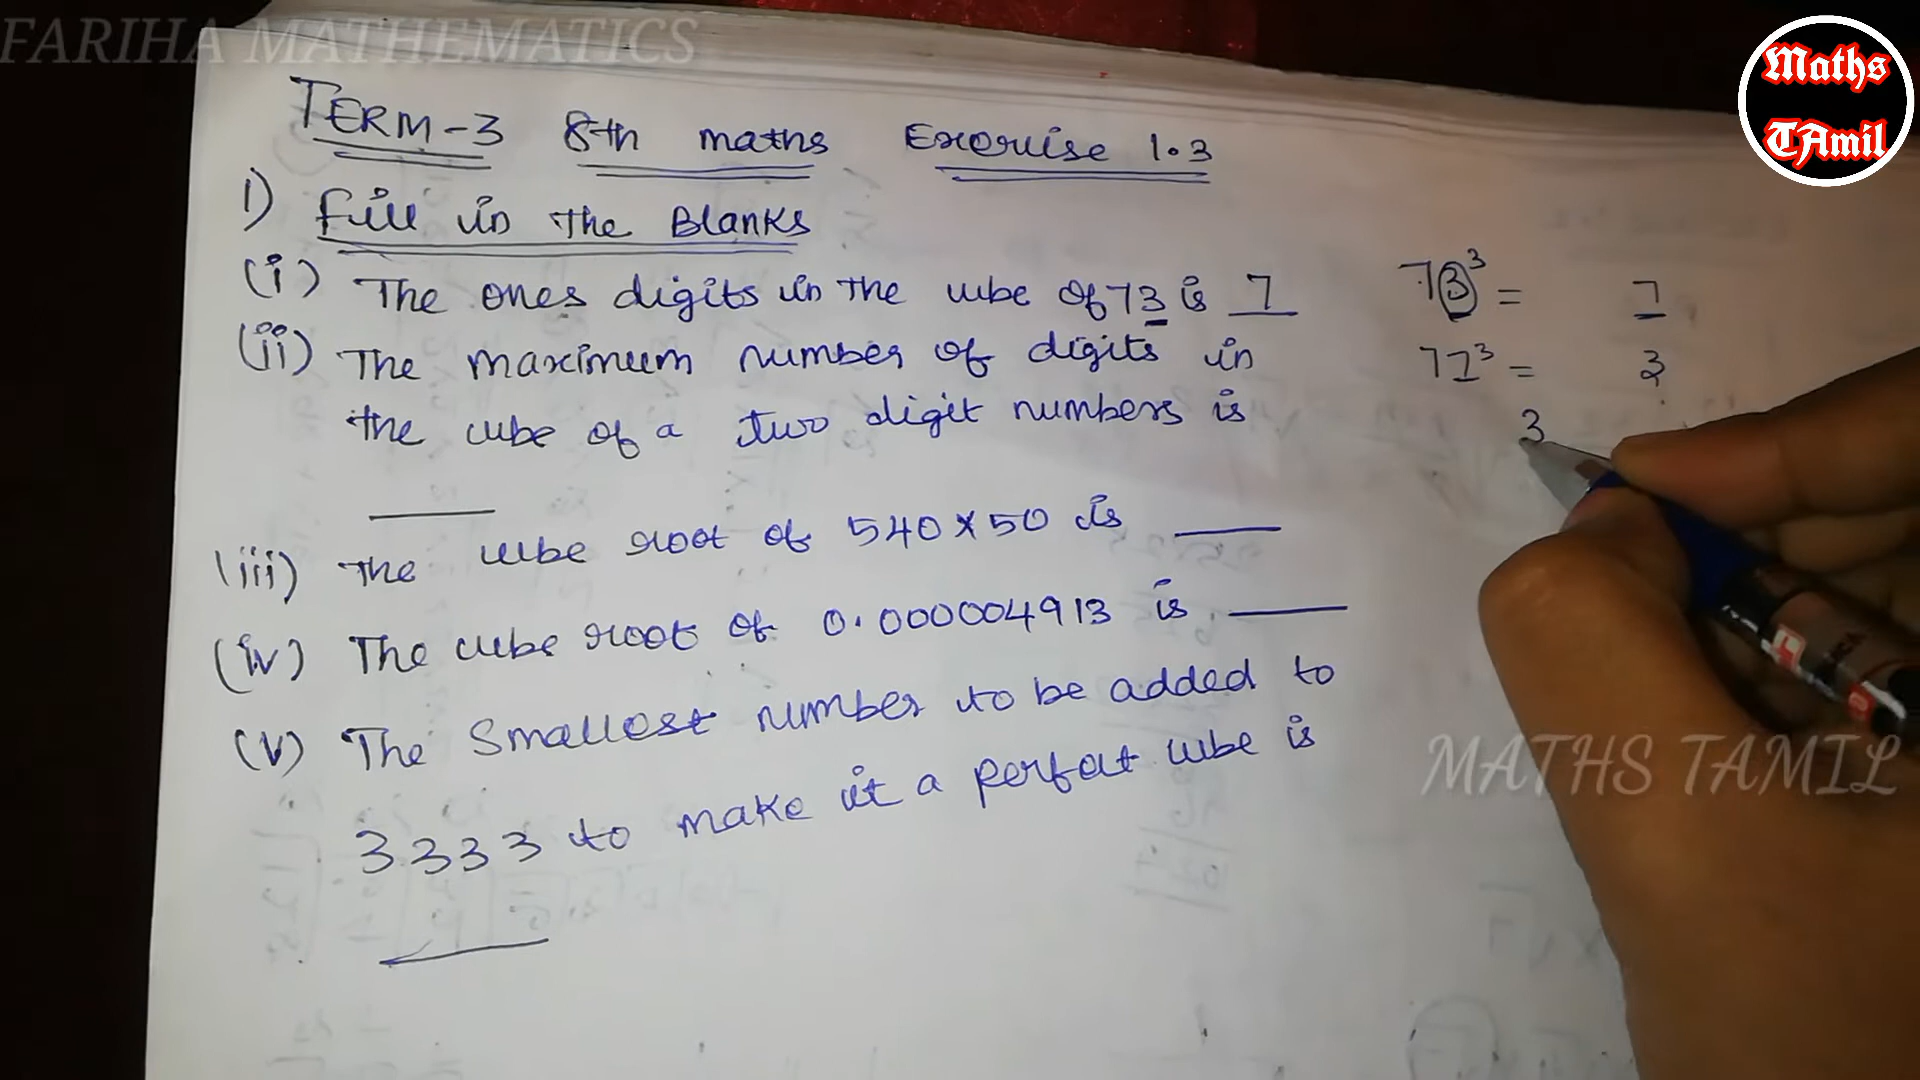 FARIHA MATHEMATICS
Maths
TAmil
TERM-3 8th maths Exercise 1.3
1) Fill in the Blanks
(i) The ones digits in the cube of 73 is 7
(ii) The maximum number of digits in
the cube of a two digit numbers is
(iii) The cube root of 540×50 is
(iv) The cube root of 0.000004913 is
(v) The Smallest number to be added to
3333 to make it a perfect cube is
73³ = 7
77³ = 3
3
MATHS TAMIL